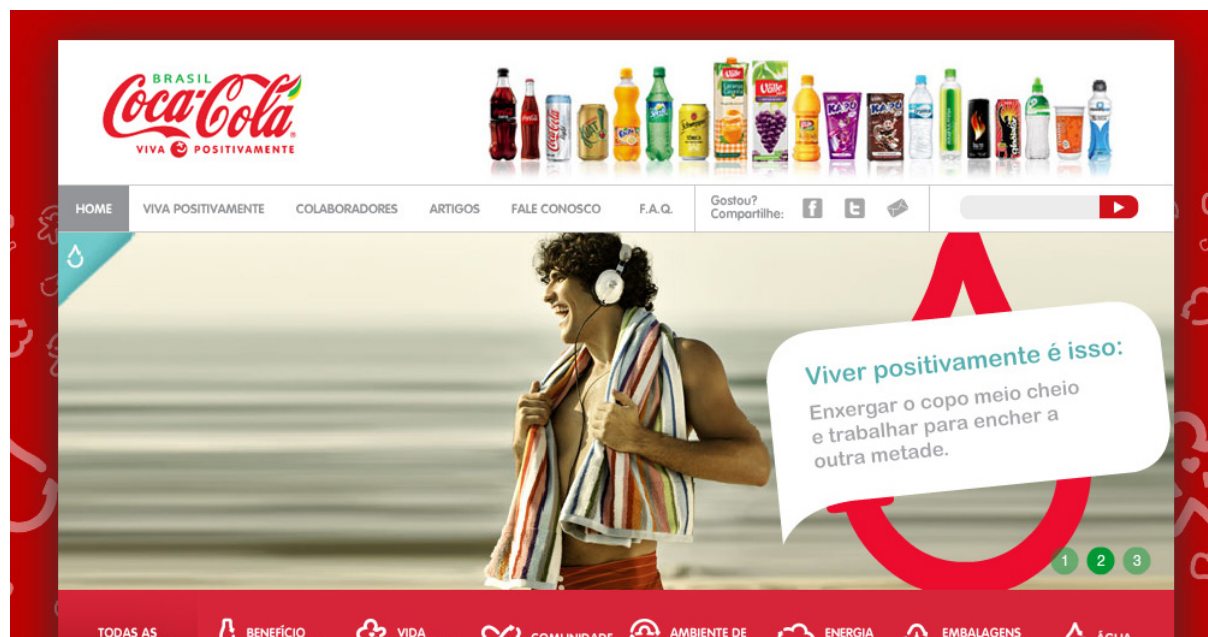 BRASIL
Coca-Cola
VIVA POSITIVAMENTE
HOME
VIVA POSITIVAMENTE
COLABORADORES
ARTIGOS
FALE CONOSCO
F.A.Q.
Gostou?
Compartilhe:
Viver positivamente é isso:
Enxergar o copo meio cheio
e trabalhar para encher a
outra metade.
1 2 3
TODAS AS
BENEFÍCIO
VIDA
COMUNIDADE
AMBIENTE DE
ENERGIA
EMBALAGENS
ÁGUA